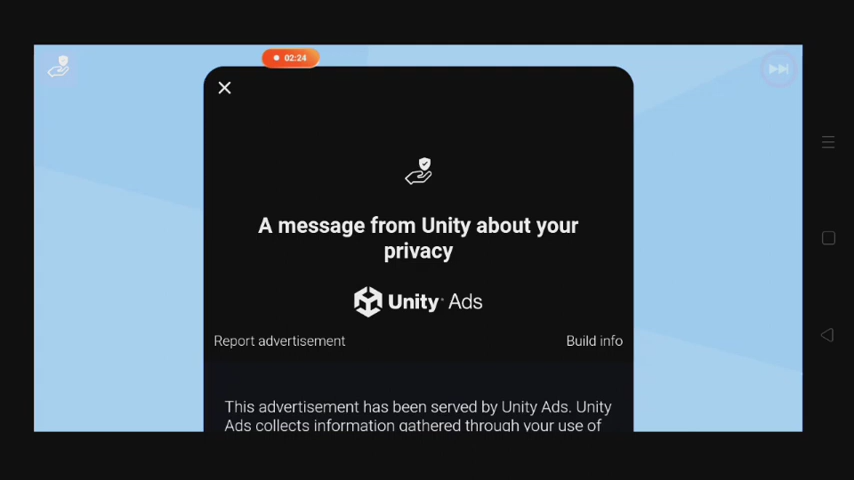 02:24
A message from Unity about your
privacy
Unity Ads
Report advertisement
Build info
This advertisement has been served by Unity Ads. Unity
Ads collects information gathered through your use of